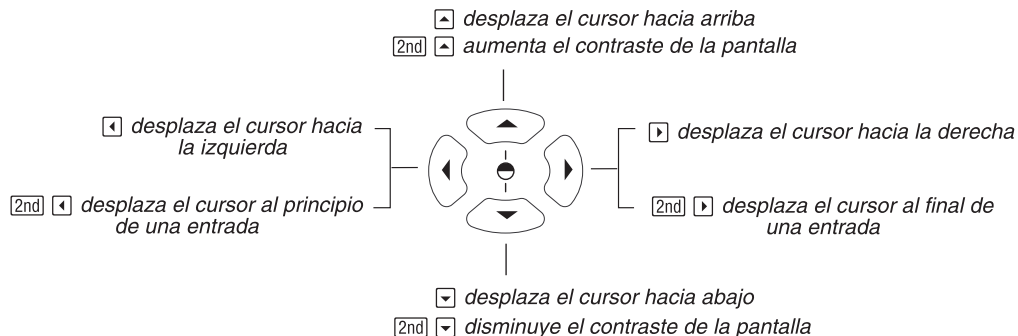 ▲ desplaza el cursor hacia arriba
2nd ▲ aumenta el contraste de la pantalla
◄ desplaza el cursor hacia
la izquierda
2nd ◄ desplaza el cursor al principio
de una entrada
► desplaza el cursor hacia la derecha
2nd ► desplaza el cursor al final de
una entrada
▼ desplaza el cursor hacia abajo
2nd ▼ disminuye el contraste de la pantalla